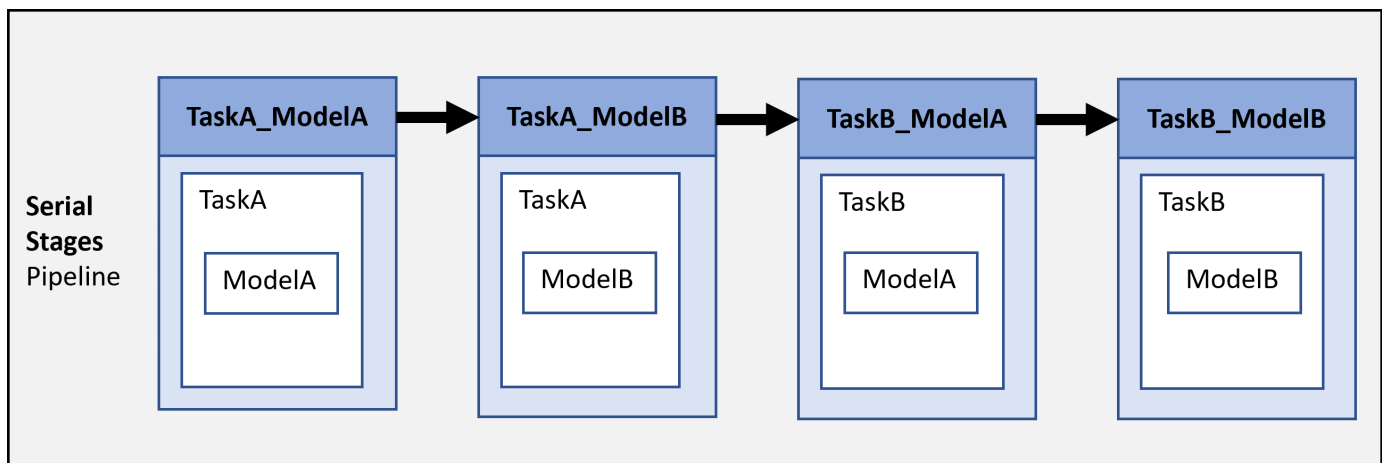 TaskA_ModelA
TaskA_ModelB
TaskB_ModelA
TaskB_ModelB
Serial
Stages
Pipeline
TaskA
ModelA
TaskA
ModelB
TaskB
ModelA
TaskB
ModelB